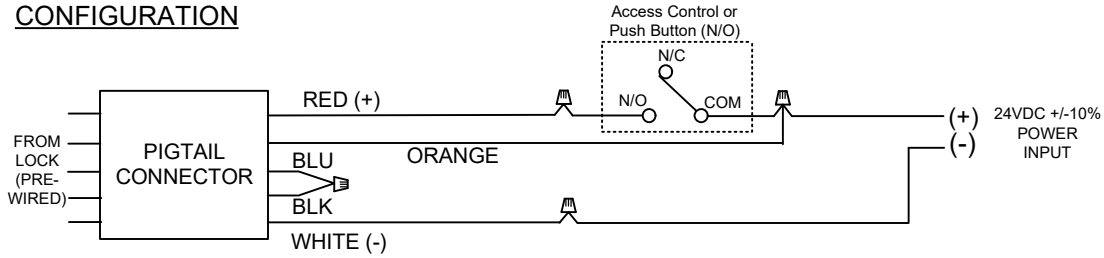 CONFIGURATION
Access Control or
Push Button (N/O)
N/C
RED (+)
N/O
COM
(+)
24VDC +/-10%
POWER
INPUT
(-)
FROM
LOCK
(PRE-
WIRED)
PIGTAIL
CONNECTOR
ORANGE
BLU
BLK
WHITE (-)